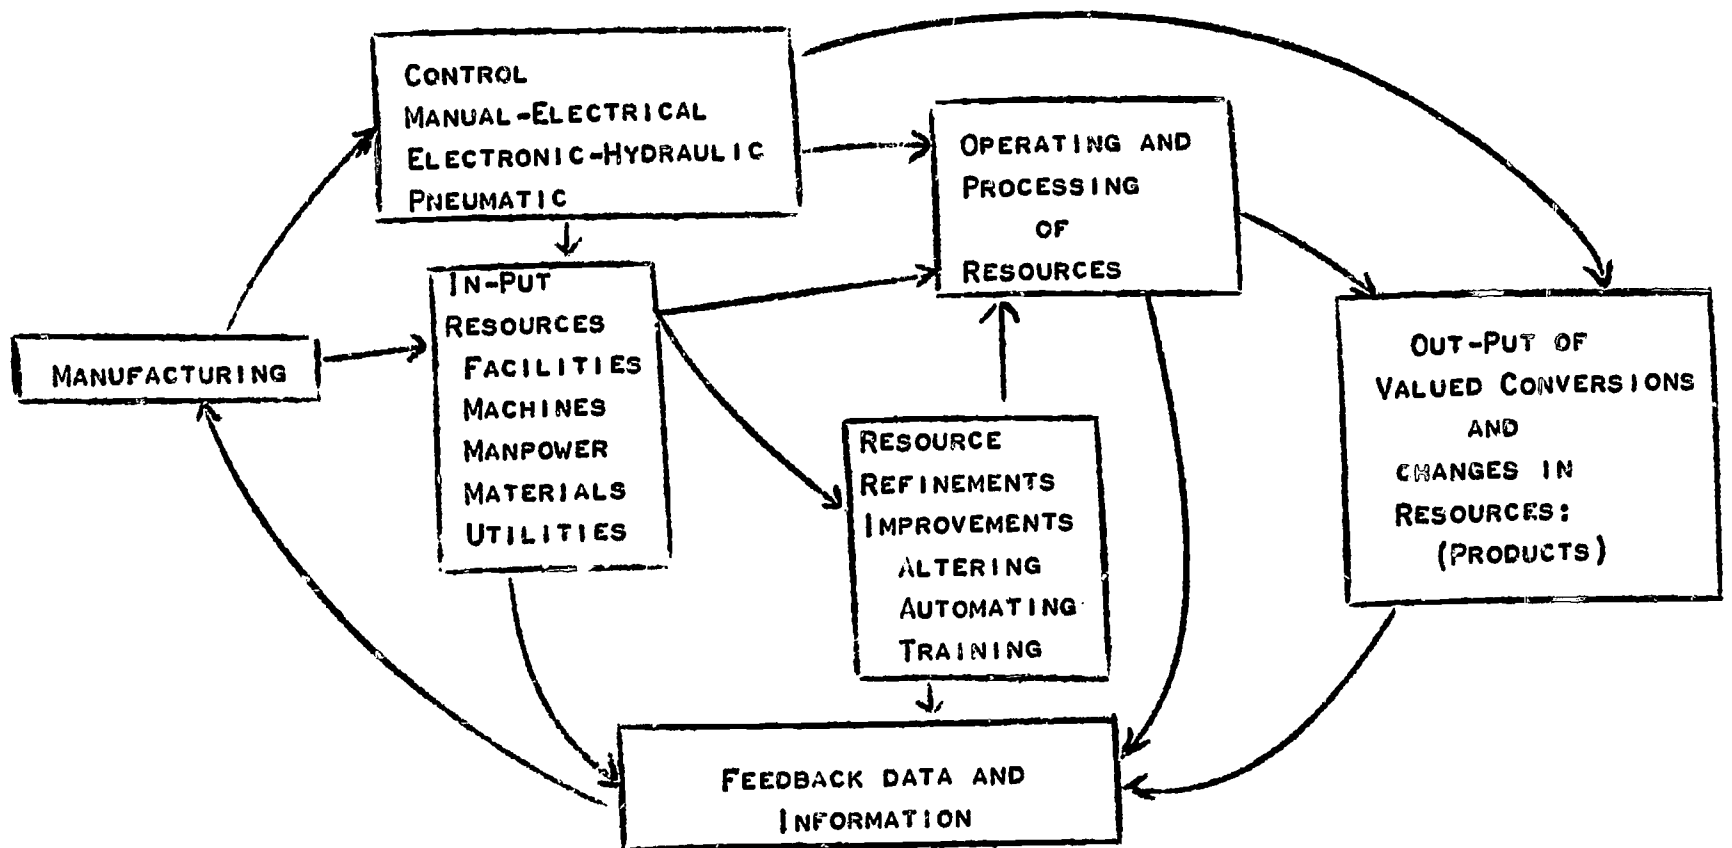 CONTROL
MANUAL-ELECTRICAL
ELECTRONIC-HYDRAULIC
PNEUMATIC
OPERATING AND
PROCESSING
OF
RESOURCES
IN-PUT
RESOURCES
FACILITIES
MACHINES
MANPOWER
MATERIALS
UTILITIES
MANUFACTURING
RESOURCE
REFINEMENTS
IMPROVEMENTS
ALTERING
AUTOMATING
TRAINING
OUT-PUT OF
VALUED CONVERSIONS
AND
CHANGES IN
RESOURCES:
(PRODUCTS)
FEEDBACK DATA AND
INFORMATION